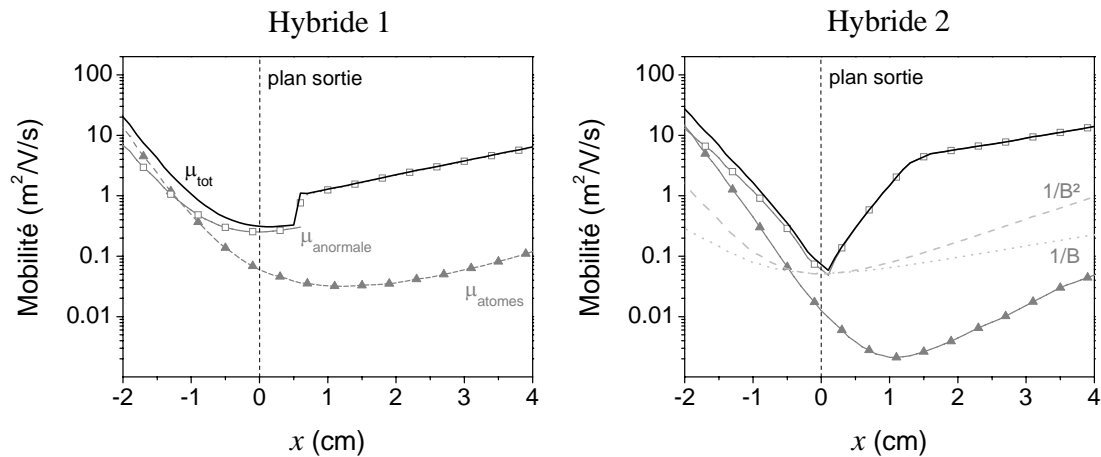 Hybride 1
100
10
1
0.1
0.01
Mobilité (m²/V/s)
plan sortie
μtot
μanormale
μatomes
-2 -1 0 1 2 3 4
x (cm)
Hybride 2
100
10
1
0.1
0.01
Mobilité (m²/V/s)
plan sortie
1/B²
1/B
-2 -1 0 1 2 3 4
x (cm)